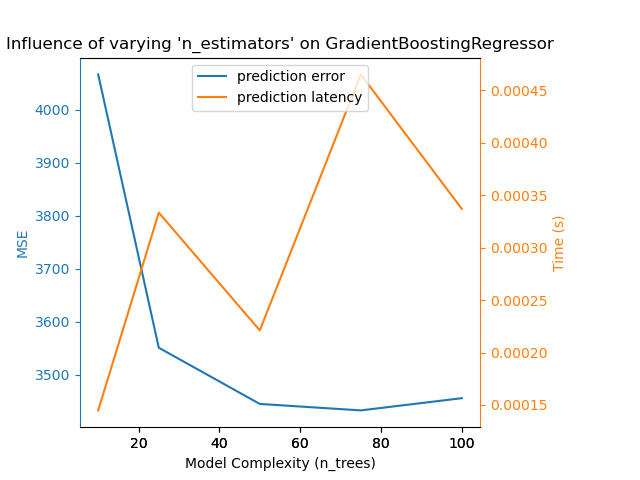 Influence of varying 'n_estimators' on GradientBoostingRegressor
prediction error
prediction latency
4000
3900
3800
3700
3600
3500
MSE
0.00045
0.00040
0.00035
0.00030
0.00025
0.00020
0.00015
Time (s)
20 40 60 80 100
Model Complexity (n_trees)